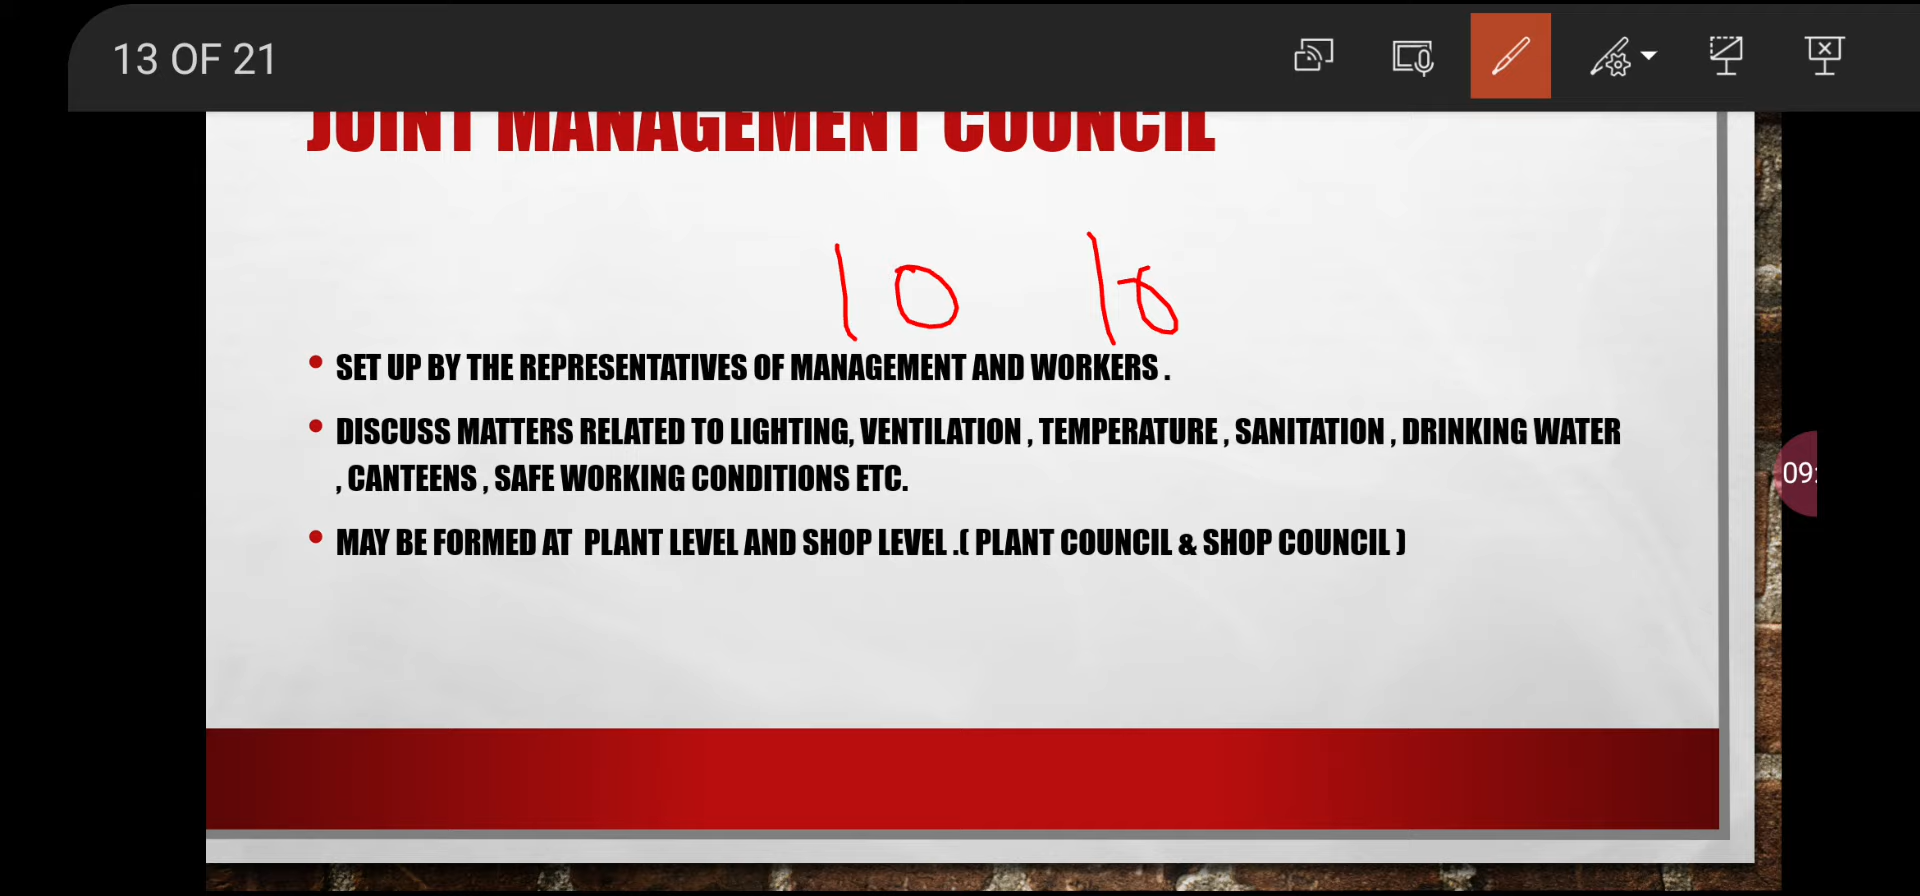 13 OF 21
JOINT MANAGEMENT COUNCIL
10 10
• SET UP BY THE REPRESENTATIVES OF MANAGEMENT AND WORKERS .
• DISCUSS MATTERS RELATED TO LIGHTING, VENTILATION , TEMPERATURE , SANITATION , DRINKING WATER
, CANTEENS , SAFE WORKING CONDITIONS ETC.
• MAY BE FORMED AT PLANT LEVEL AND SHOP LEVEL .( PLANT COUNCIL & SHOP COUNCIL )
09: